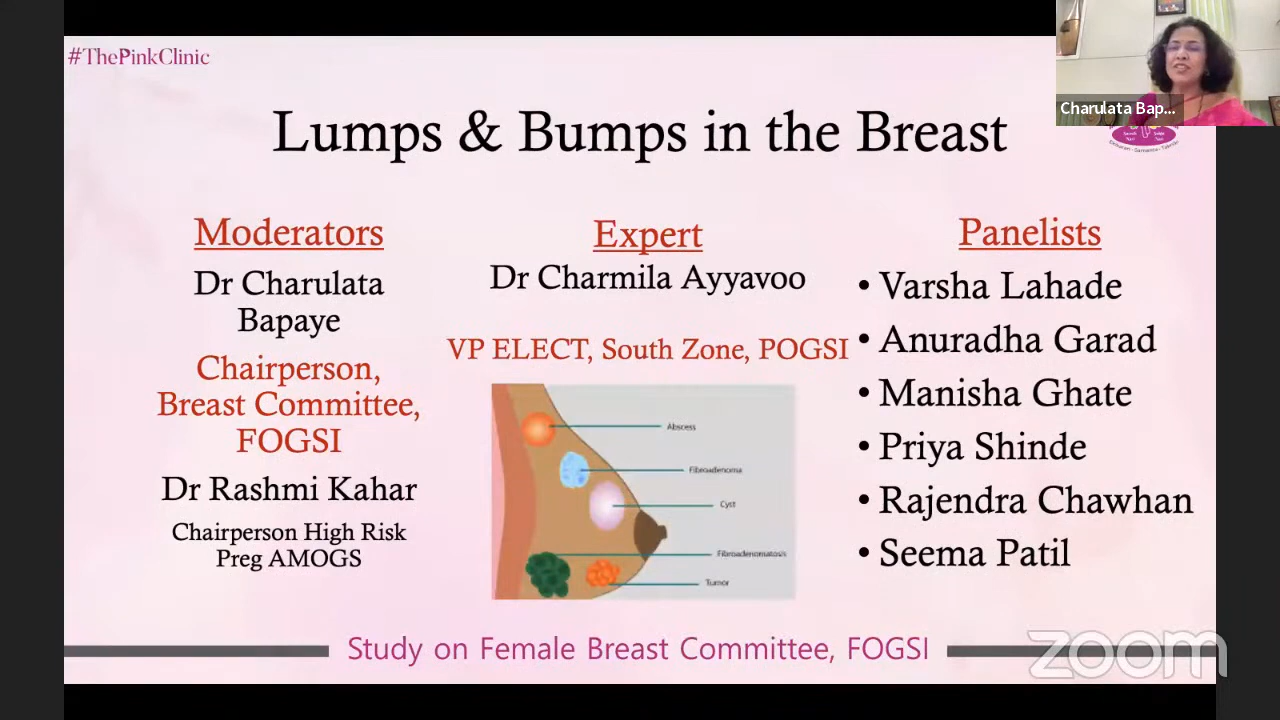 #ThePinkClinic
Charulata Bap...
Lumps & Bumps in the Breast
Moderators
Dr Charulata
Bapaye
Chairperson,
Breast Committee,
FOGSI
Dr Rashmi Kahar
Chairperson High Risk
Preg AMOGS
Expert
Dr Charmila Ayyavoo
VP ELECT, South Zone, POGSI
Abscess
Fibroadenoma
Cyst
Fibroadenomatosis
Tumor
Panelists
• Varsha Lahade
• Anuradha Garad
• Manisha Ghate
• Priya Shinde
• Rajendra Chawhan
• Seema Patil
Study on Female Breast Committee, FOGSI
zoom